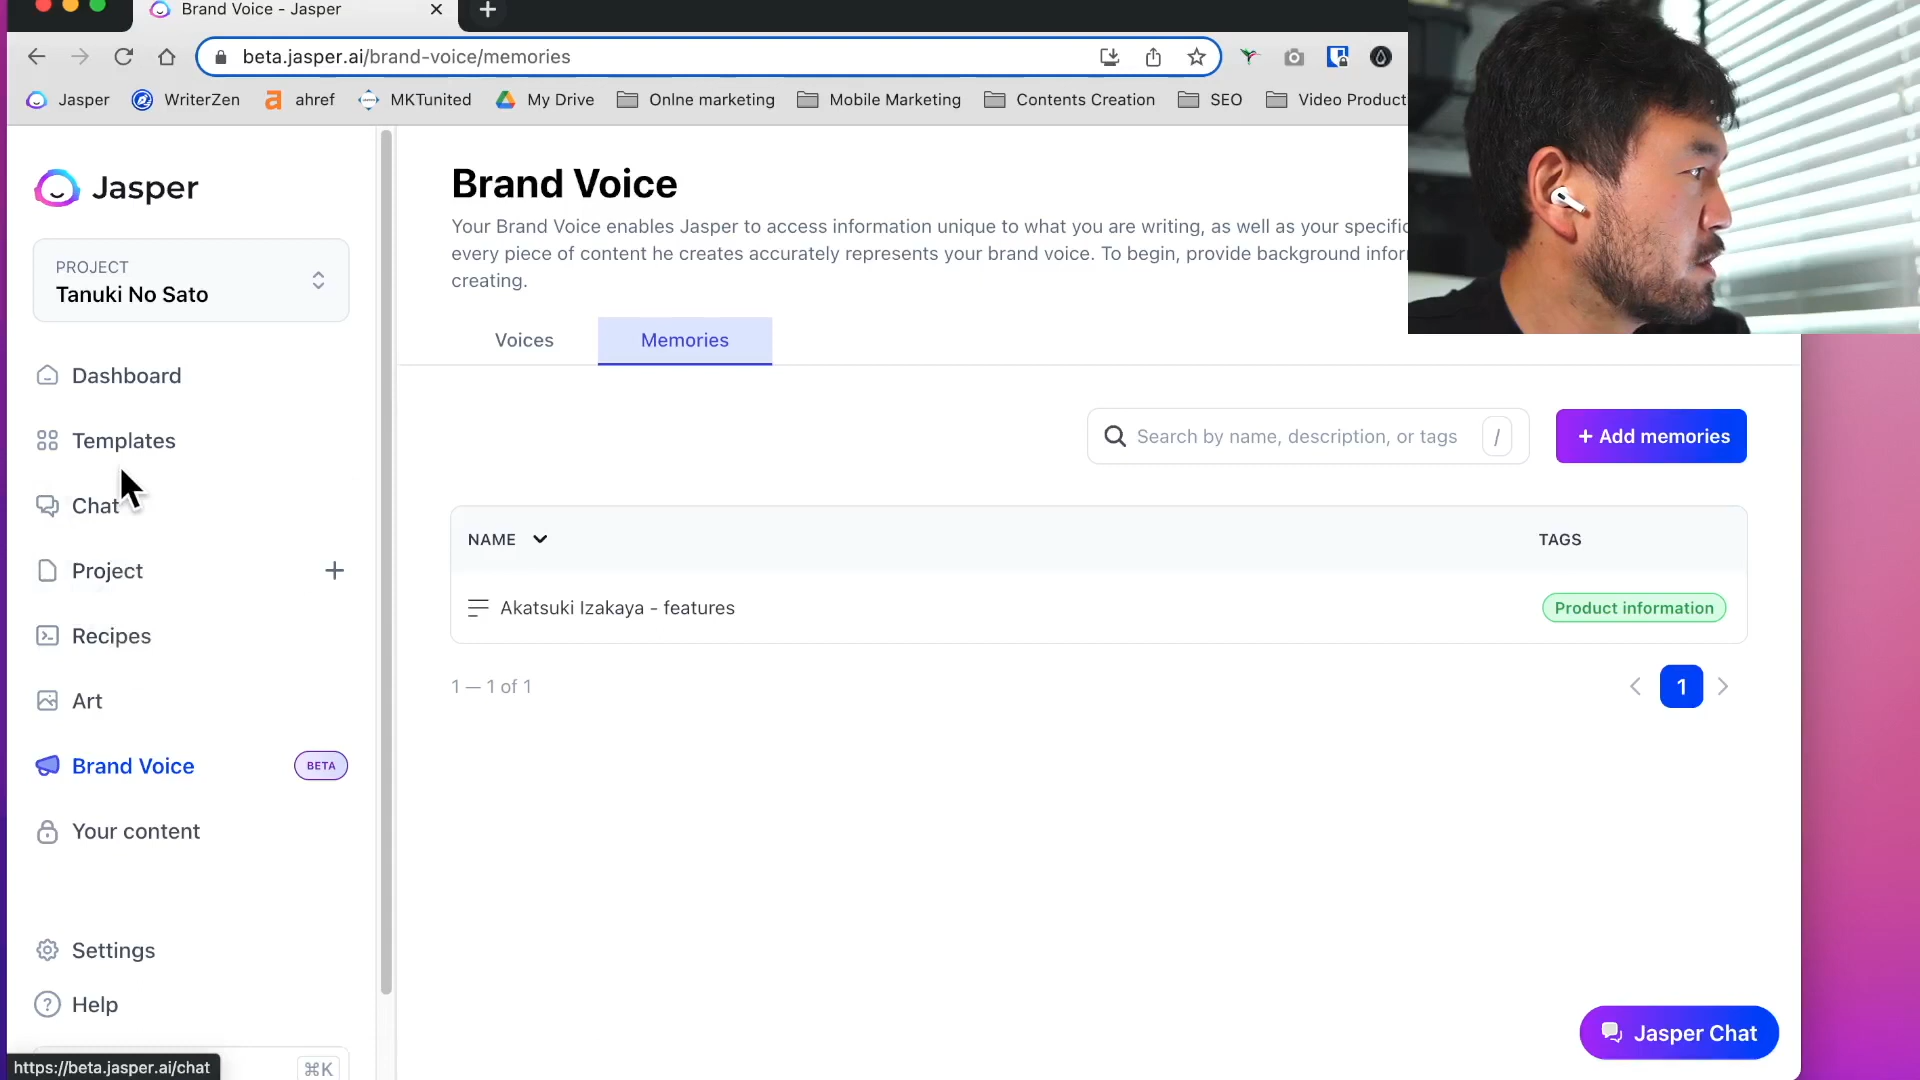 Brand Voice - Jasper
beta.jasper.ai/brand-voice/memories
Jasper WriterZen ahref MKTunited My Drive Onlne marketing Mobile Marketing Contents Creation SEO Video Product
Jasper
PROJECT
Tanuki No Sato
Dashboard
Templates
Chat
Project
Recipes
Art
Brand Voice BETA
Your content
Settings
Help
⌘K
https://beta.jasper.ai/chat
Brand Voice
Your Brand Voice enables Jasper to access information unique to what you are writing, as well as your specific
every piece of content he creates accurately represents your brand voice. To begin, provide background infor
creating.
Voices Memories
Search by name, description, or tags /
+ Add memories
NAME TAGS
Akatsuki Izakaya - features Product information
1 — 1 of 1
1
Jasper Chat